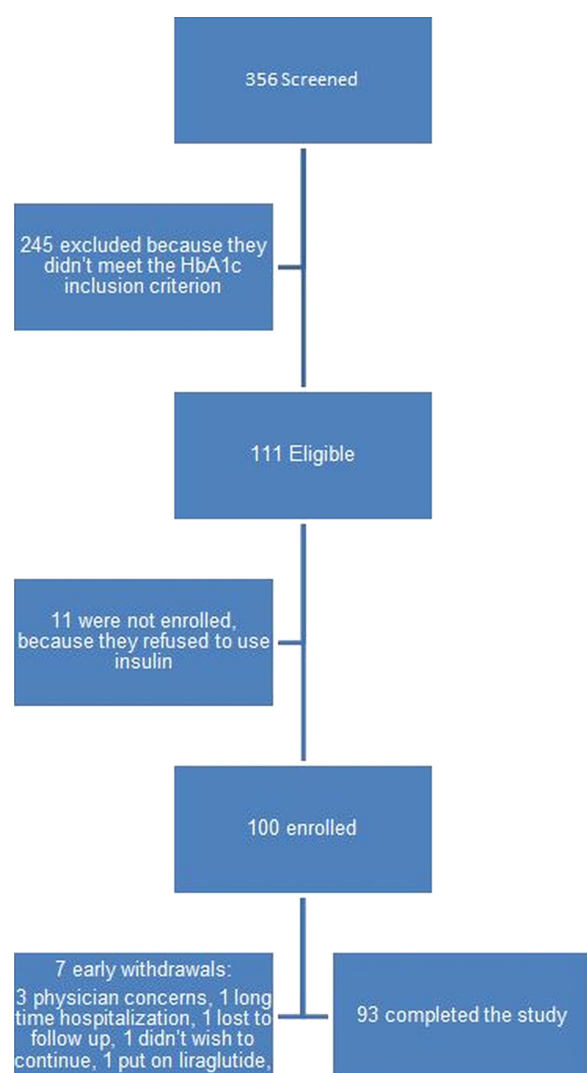 356 Screened
245 excluded because they
didn't meet the HbA1c
inclusion criterion
111 Eligible
11 were not enrolled,
because they refused to use
insulin
100 enrolled
7 early withdrawals:
3 physician concerns, 1 long
time hospitalization, 1 lost to
follow up, 1 didn't wish to
continue, 1 put on liraglutide,
93 completed the study